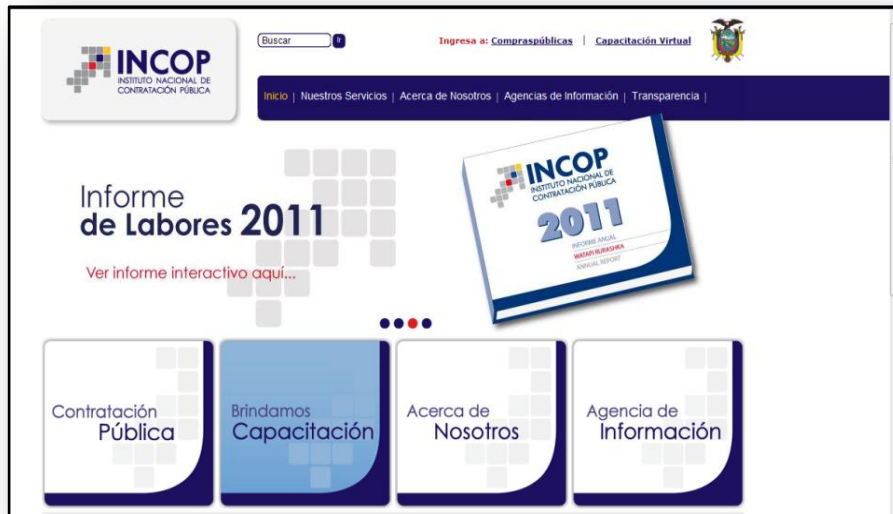 INCOP
INSTITUTO NACIONAL DE
CONTRATACIÓN PÚBLICA
Buscar Ir
Ingresa a: Compraspúblicas | Capacitación Virtual
Inicio | Nuestros Servicios | Acerca de Nosotros | Agencias de Información | Transparencia |
Informe
de Labores 2011
Ver informe interactivo aquí...
INCOP
INSTITUTO NACIONAL DE
CONTRATACIÓN PÚBLICA
2011
INFORME ANUAL
WATAPI RURASHKA
ANNUAL REPORT
Contratación
Pública
Brindamos
Capacitación
Acerca de
Nosotros
Agencia de
Información